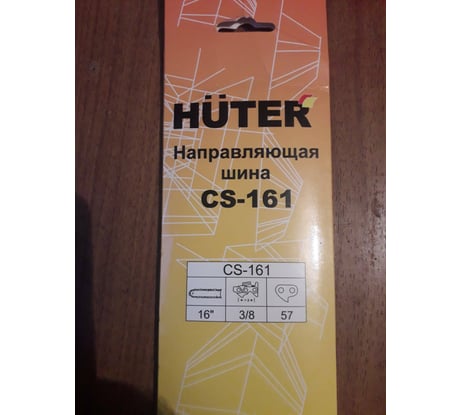 HÜTER
Направляющая
шина
CS-161
CS-161
16" 3/8 57